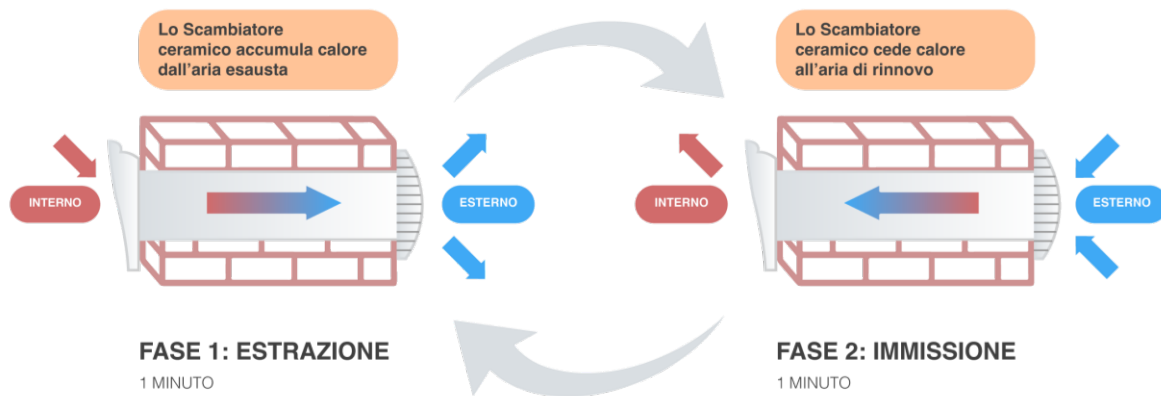 Lo Scambiatore
ceramico accumula calore
dall'aria esausta
INTERNO
ESTERNO
FASE 1: ESTRAZIONE
1 MINUTO
Lo Scambiatore
ceramico cede calore
all'aria di rinnovo
INTERNO
ESTERNO
FASE 2: IMMISSIONE
1 MINUTO